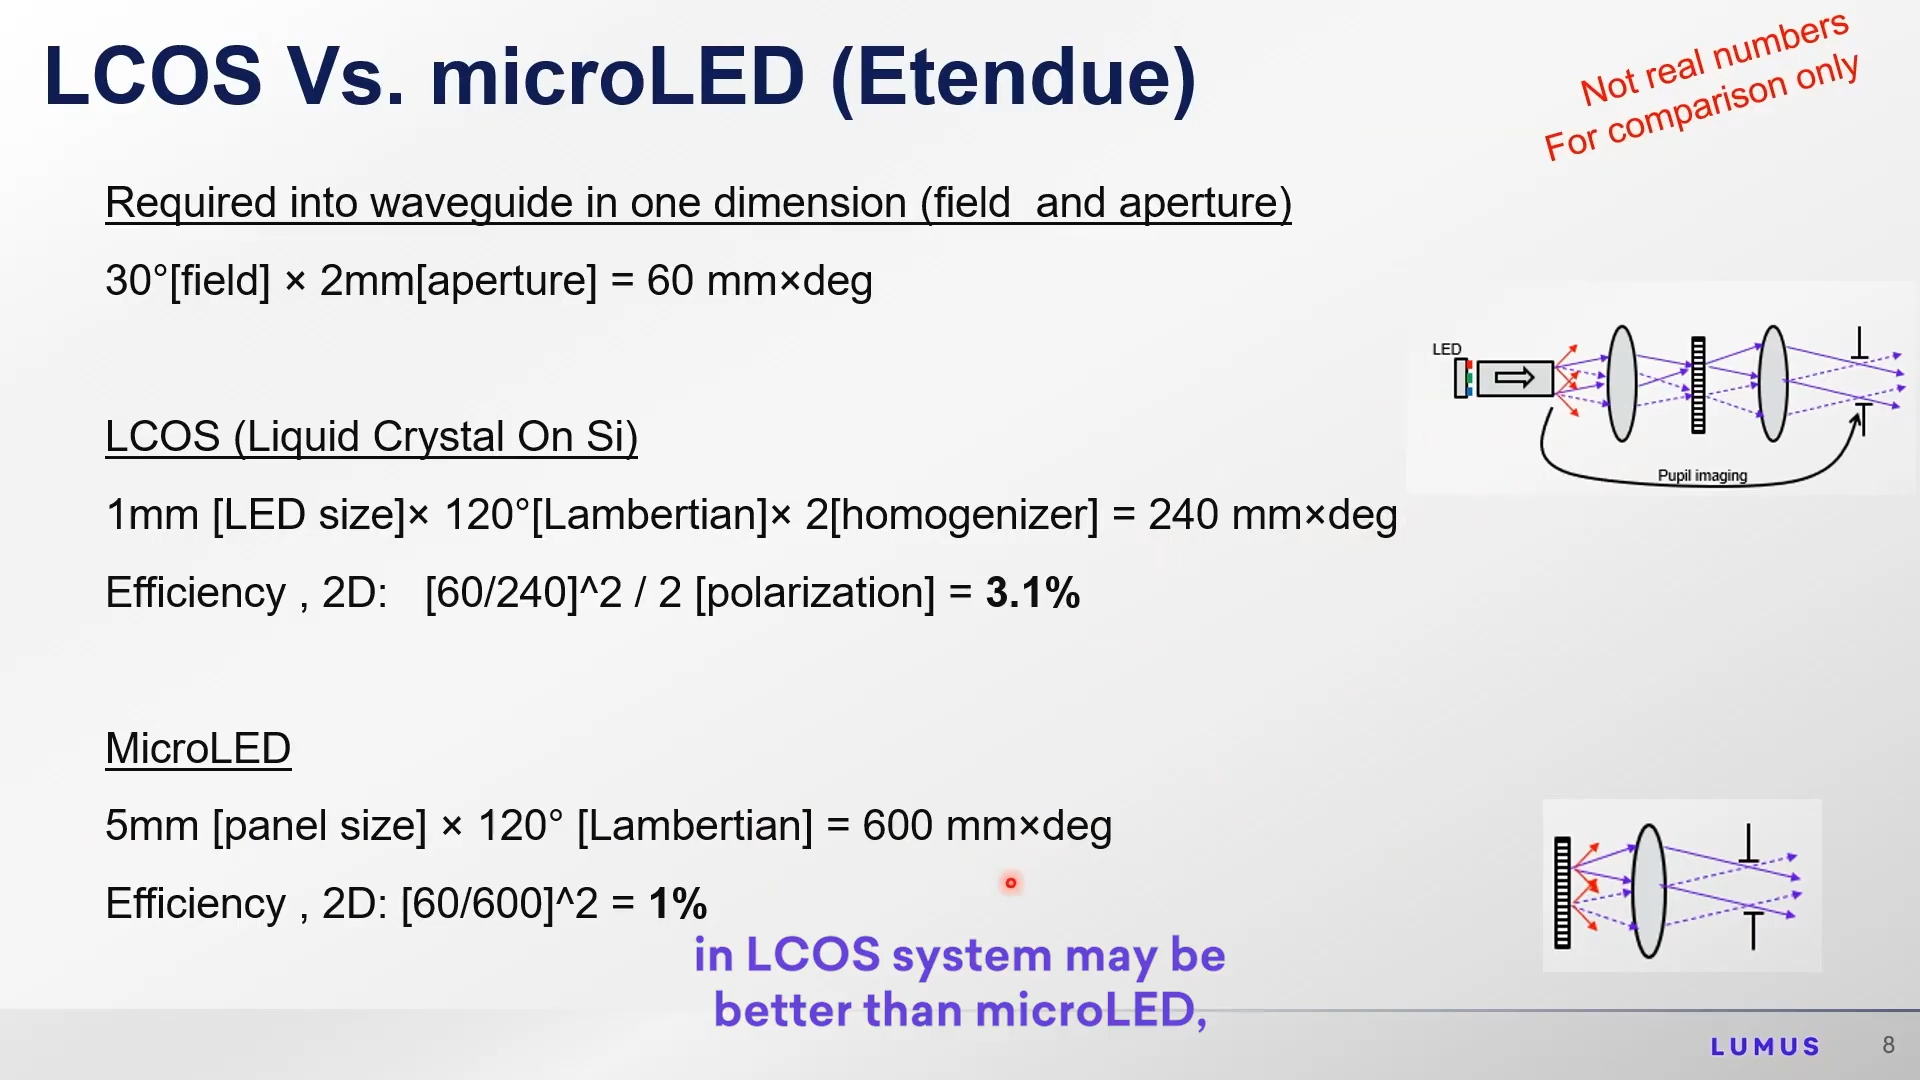 LCOS Vs. microLED (Etendue)
Not real numbers
For comparison only
Required into waveguide in one dimension (field  and aperture)
30°[field] × 2mm[aperture] = 60 mm×deg
LCOS (Liquid Crystal On Si)
1mm [LED size]× 120°[Lambertian]× 2[homogenizer] = 240 mm×deg
Efficiency , 2D:   [60/240]^2 / 2 [polarization] = 3.1%
LED
Pupil imaging
MicroLED
5mm [panel size] × 120° [Lambertian] = 600 mm×deg
Efficiency , 2D: [60/600]^2 = 1%
in LCOS system may be
better than microLED,
LUMUS
8